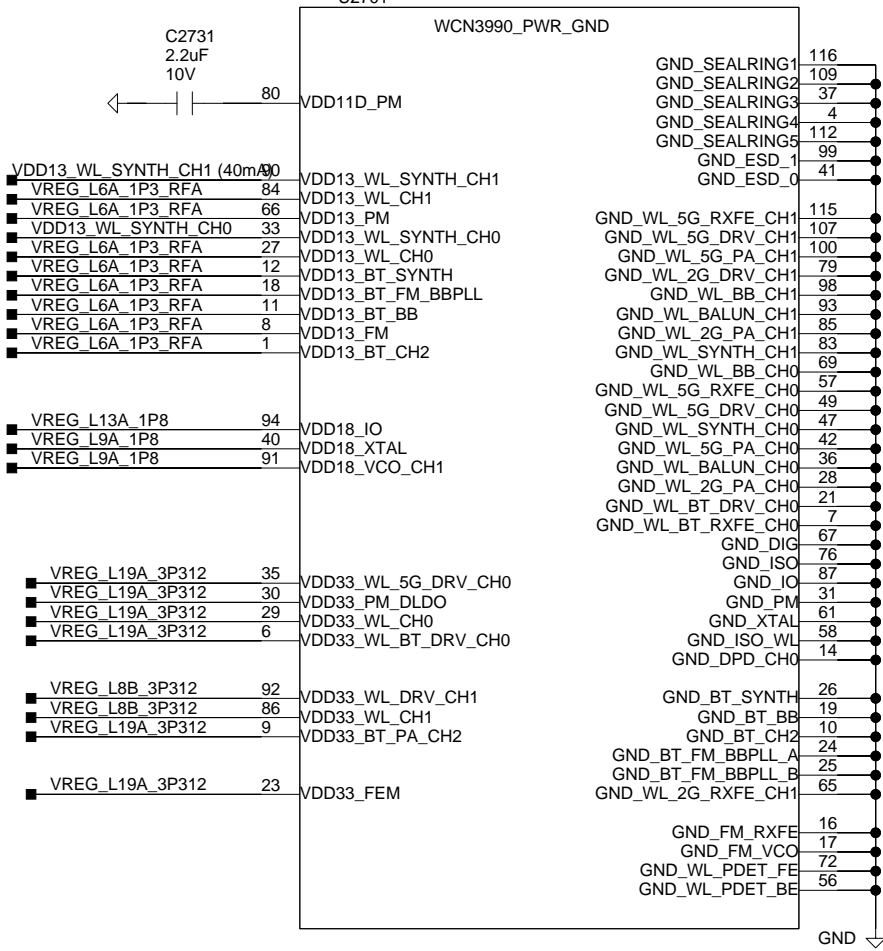 WCN3990_PWR_GND
C2731
2.2uF
10V
80 VDD11D_PM
VDD13_WL_SYNTH_CH1 (40mA) 90 VDD13_WL_SYNTH_CH1
VREG_L6A_1P3_RFA 84 VDD13_WL_CH1
VREG_L6A_1P3_RFA 66 VDD13_PM
VDD13_WL_SYNTH_CH0 33 VDD13_WL_SYNTH_CH0
VREG_L6A_1P3_RFA 27 VDD13_WL_CH0
VREG_L6A_1P3_RFA 12 VDD13_BT_SYNTH
VREG_L6A_1P3_RFA 18 VDD13_BT_FM_BBPLL
VREG_L6A_1P3_RFA 11 VDD13_BT_BB
VREG_L6A_1P3_RFA 8 VDD13_FM
VREG_L6A_1P3_RFA 1 VDD13_BT_CH2
VREG_L13A_1P8 94 VDD18_IO
VREG_L9A_1P8 40 VDD18_XTAL
VREG_L9A_1P8 91 VDD18_VCO_CH1
VREG_L19A_3P312 35 VDD33_WL_5G_DRV_CH0
VREG_L19A_3P312 30 VDD33_PM_DLDO
VREG_L19A_3P312 29 VDD33_WL_CH0
VREG_L19A_3P312 6 VDD33_WL_BT_DRV_CH0
VREG_L8B_3P312 92 VDD33_WL_DRV_CH1
VREG_L8B_3P312 86 VDD33_WL_CH1
VREG_L19A_3P312 9 VDD33_BT_PA_CH2
VREG_L19A_3P312 23 VDD33_FEM
GND_SEALRING1 116
GND_SEALRING2 109
GND_SEALRING3 37
GND_SEALRING4 4
GND_SEALRING5 112
GND_ESD_1 99
GND_ESD_0 41
GND_WL_5G_RXFE_CH1 115
GND_WL_5G_DRV_CH1 107
GND_WL_5G_PA_CH1 100
GND_WL_2G_DRV_CH1 79
GND_WL_BB_CH1 98
GND_WL_BALUN_CH1 93
GND_WL_2G_PA_CH1 85
GND_WL_SYNTH_CH1 83
GND_WL_BB_CH0 69
GND_WL_5G_RXFE_CH0 57
GND_WL_5G_DRV_CH0 49
GND_WL_SYNTH_CH0 47
GND_WL_5G_PA_CH0 42
GND_WL_BALUN_CH0 36
GND_WL_2G_PA_CH0 28
GND_WL_BT_DRV_CH0 21
GND_WL_BT_RXFE_CH0 7
GND_DIG 67
GND_ISO 76
GND_IO 87
GND_PM 31
GND_XTAL 61
GND_ISO_WL 58
GND_DPD_CH0 14
GND_BT_SYNTH 26
GND_BT_BB 19
GND_BT_CH2 10
GND_BT_FM_BBPLL_A 24
GND_BT_FM_BBPLL_B 25
GND_WL_2G_RXFE_CH1 65
GND_FM_RXFE 16
GND_FM_VCO 17
GND_WL_PDET_FE 72
GND_WL_PDET_BE 56
GND